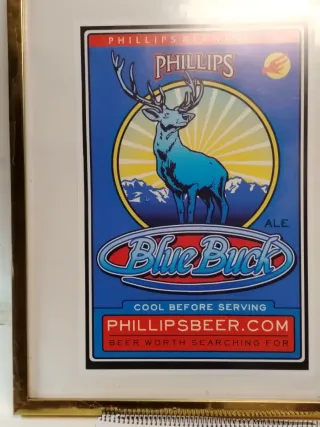 PHILLIPS
ALE
Blue Buck
COOL BEFORE SERVING
PHILLIPSBEER.COM
BEER WORTH SEARCHING FOR